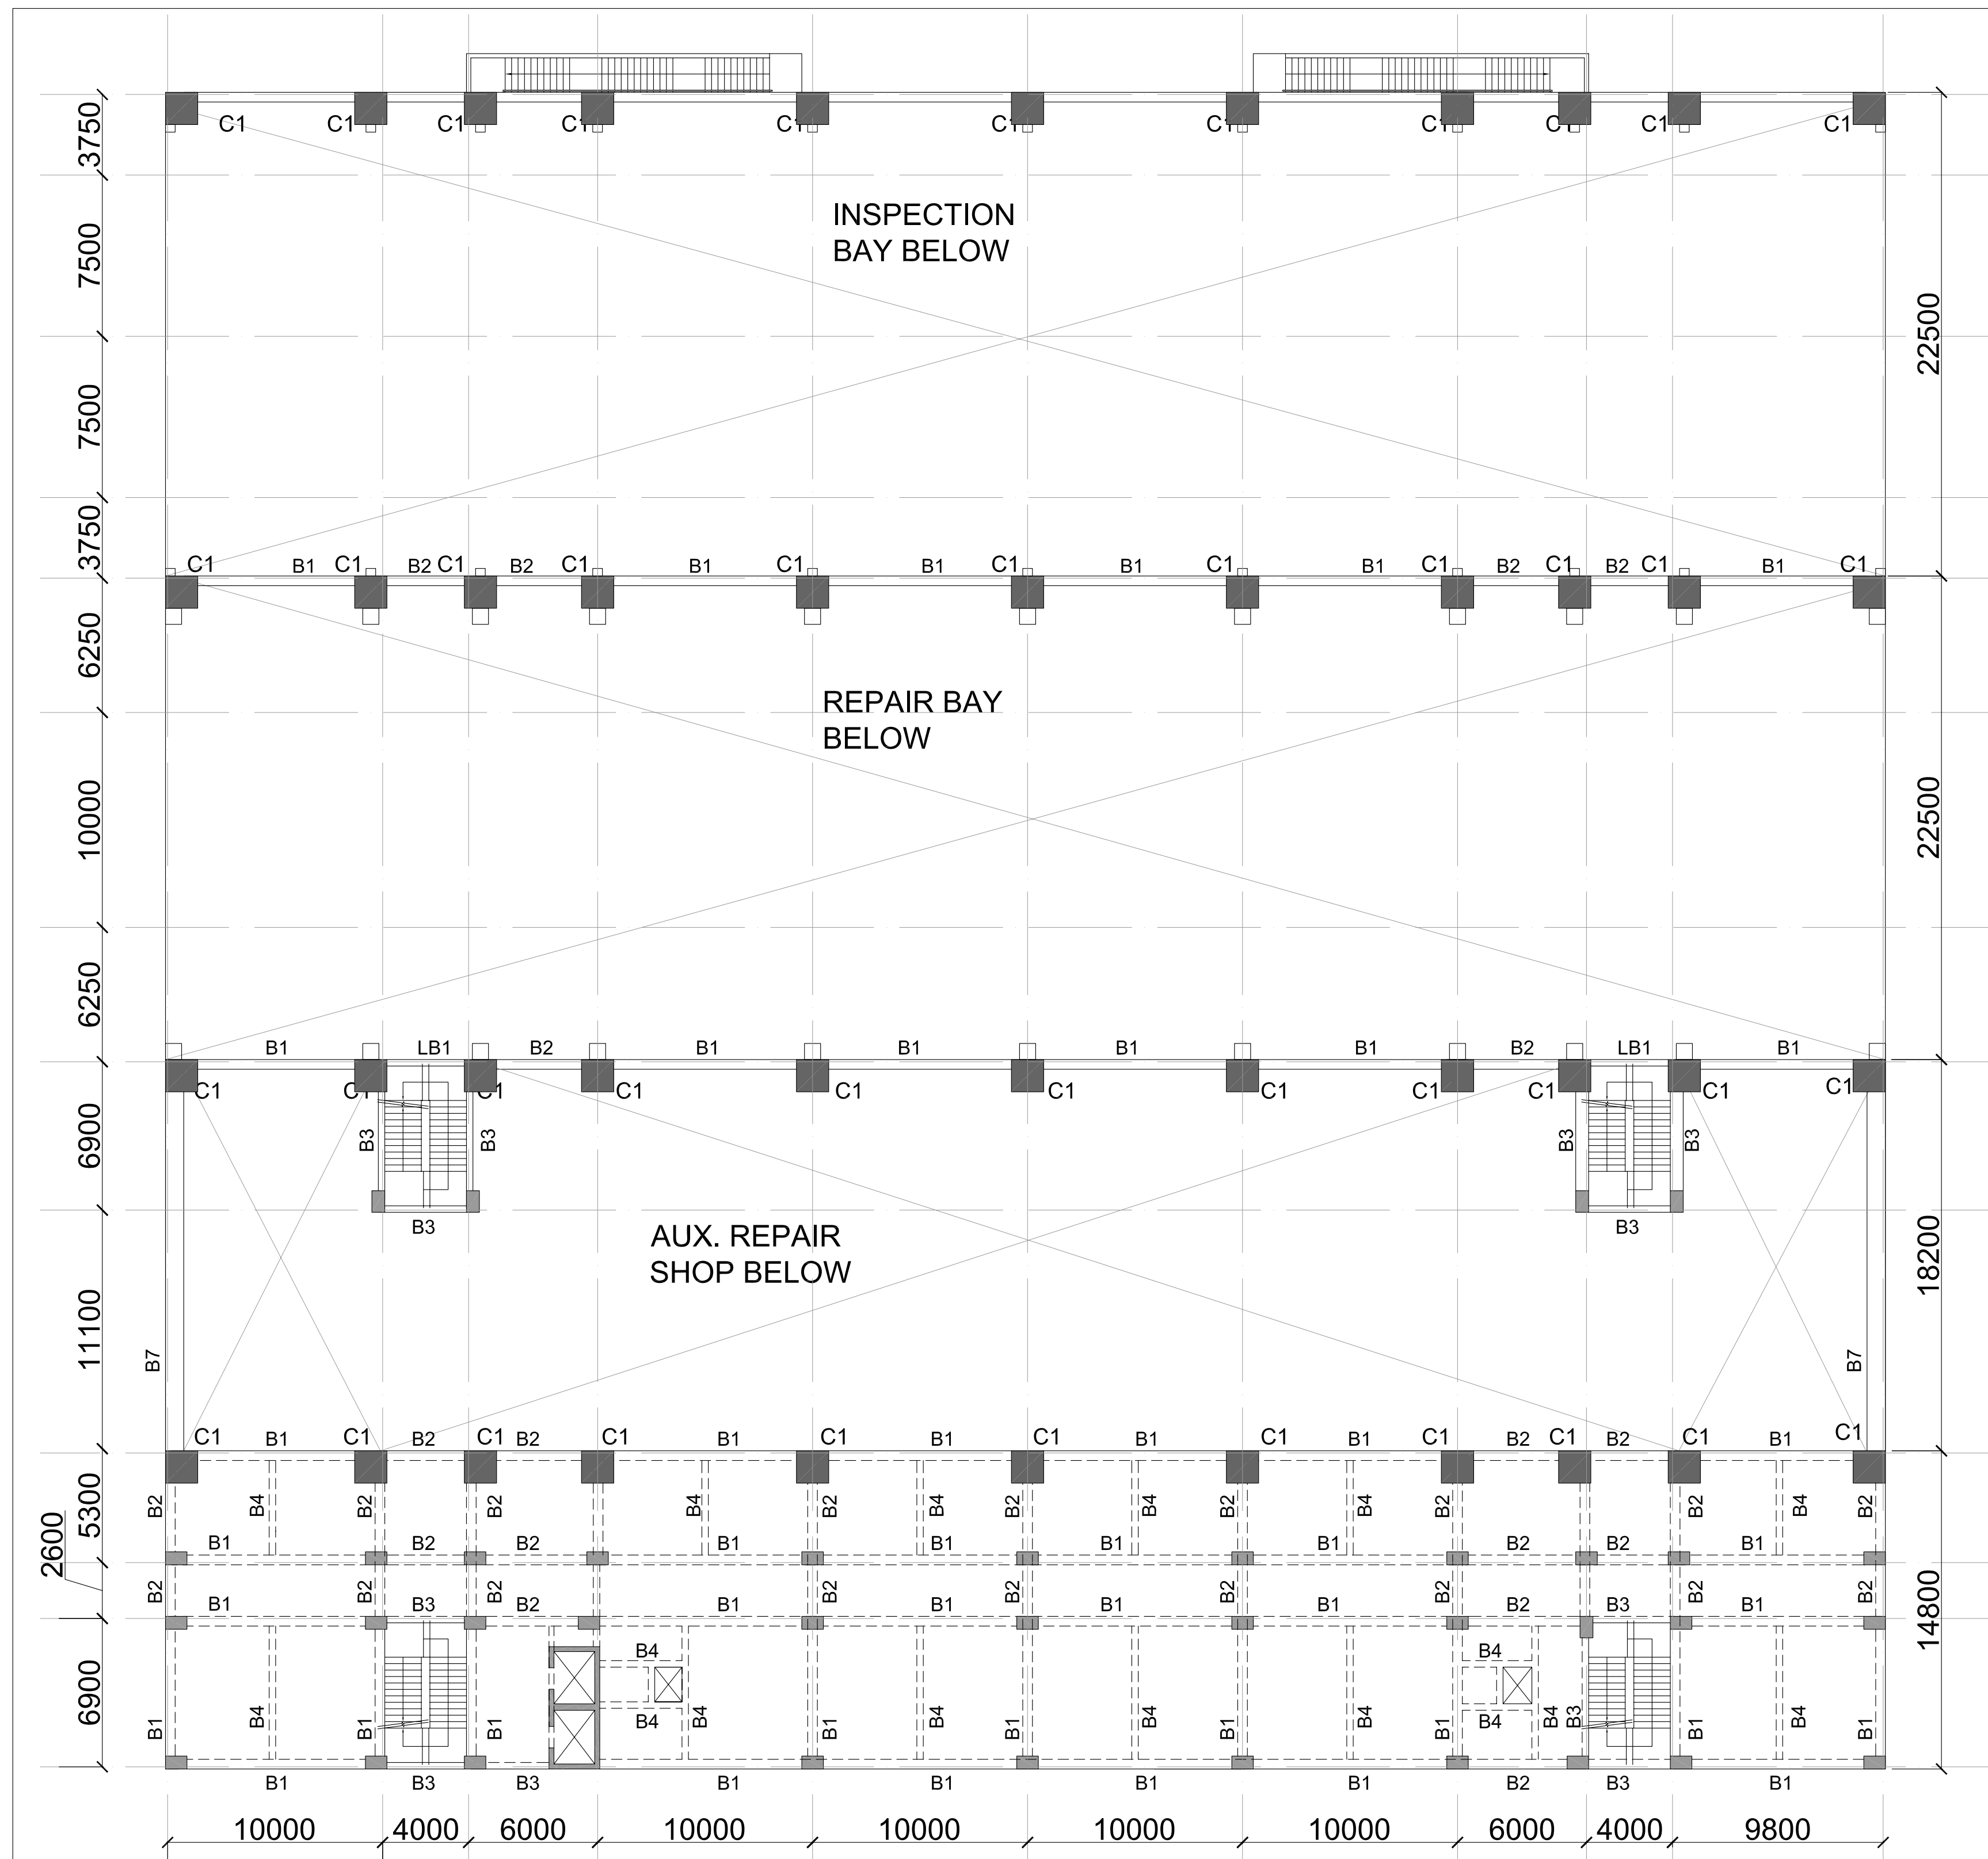 3750
C1 C1 C1 C1 C1 C1 C1 C1 C1 C1 C1
7500
INSPECTION
BAY BELOW
22500
7500
3750
C1 B1 C1 B2 C1 B2 C1 B1 C1 B1 C1 B1 C1 B1 C1 B2 C1 B2 C1 B1 C1
6250
REPAIR BAY
BELOW
10000
22500
6250
B1 LB1 B2 B1 B1 B1 B1 B2 LB1 B1
C1 C1 C1 C1 C1 C1 C1 C1 C1 C1 C1
6900
B3 B3 B3 B3
B3 B3
AUX. REPAIR
SHOP BELOW
18200
11100
B7 B7
C1 B1 C1 B2 C1 B2 C1 B1 C1 B1 C1 B1 C1 B1 C1 B2 C1 B2 C1 B1 C1
5300
B2 B4 B2 B2 B4 B2 B4 B2 B4 B2 B4 B2 B2 B4 B2
B1 B2 B2 B1 B1 B1 B1 B2 B2 B1
2600
B2 B2 B2 B2 B2 B2 B2 B2 B2
B1 B3 B2 B1 B1 B1 B1 B2 B3 B1
14800
B4 B4
6900
B4 B4
B1 B4 B1 B1 B4 B1 B4 B1 B4 B1 B4 B1 B4 B3 B1 B4 B1
B1 B3 B3 B1 B1 B1 B1 B2 B3 B1
10000 4000 6000 10000 10000 10000 10000 6000 4000 9800